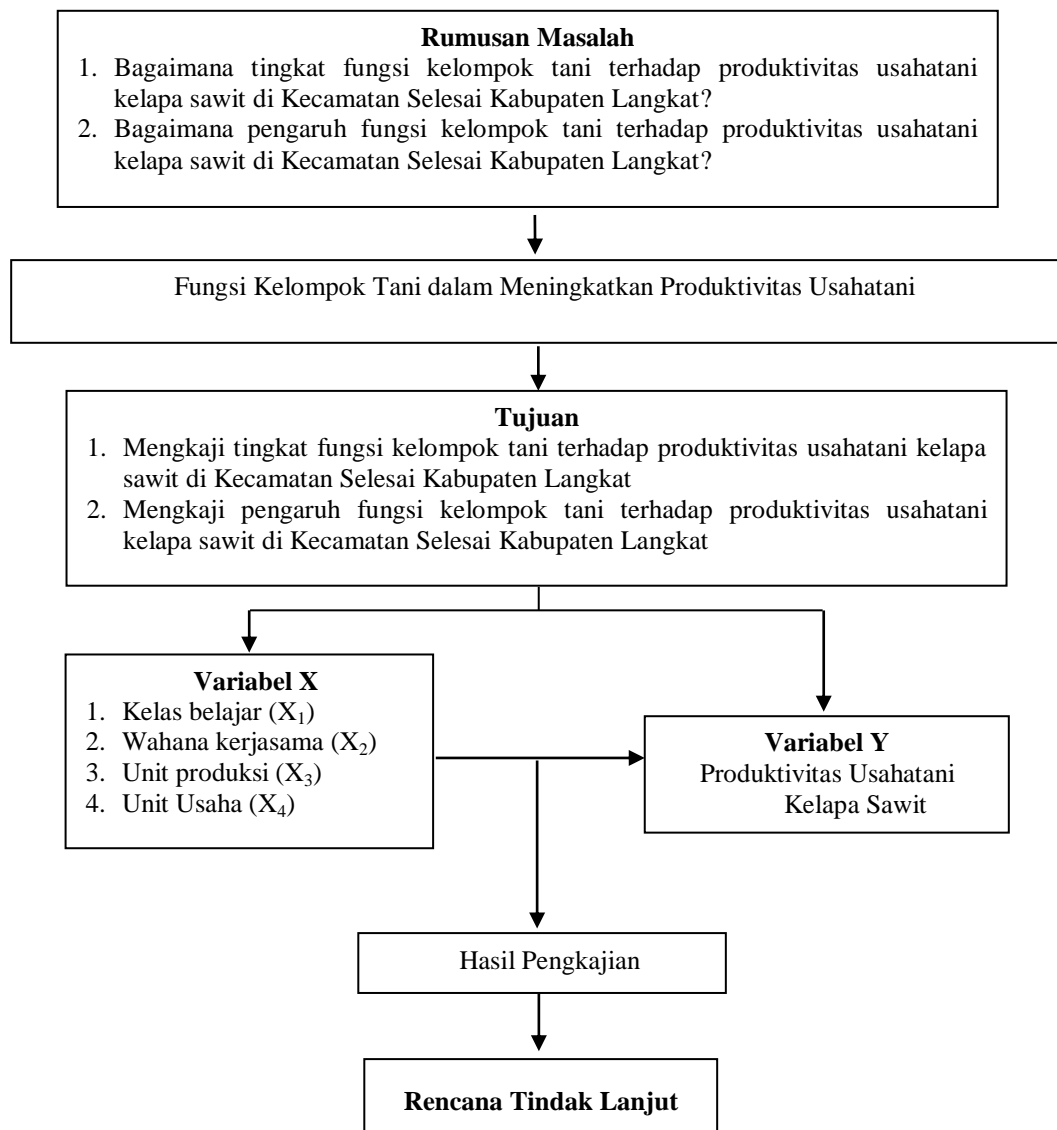 Rumusan Masalah
1. Bagaimana tingkat fungsi kelompok tani terhadap produktivitas usahatani
kelapa sawit di Kecamatan Selesai Kabupaten Langkat?
2. Bagaimana pengaruh fungsi kelompok tani terhadap produktivitas usahatani
kelapa sawit di Kecamatan Selesai Kabupaten Langkat?
Fungsi Kelompok Tani dalam Meningkatkan Produktivitas Usahatani
Tujuan
1. Mengkaji tingkat fungsi kelompok tani terhadap produktivitas usahatani kelapa
sawit di Kecamatan Selesai Kabupaten Langkat
2. Mengkaji pengaruh fungsi kelompok tani terhadap produktivitas usahatani
kelapa sawit di Kecamatan Selesai Kabupaten Langkat
Variabel X
1. Kelas belajar (X₁)
2. Wahana kerjasama (X₂)
3. Unit produksi (X₃)
4. Unit Usaha (X₄)
Variabel Y
Produktivitas Usahatani
Kelapa Sawit
Hasil Pengkajian
Rencana Tindak Lanjut